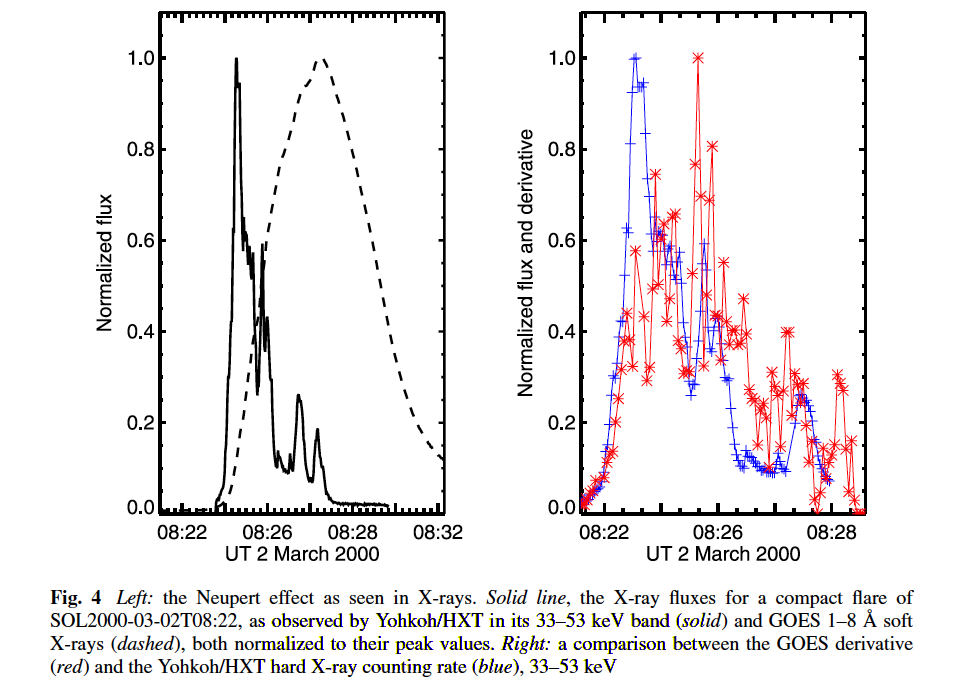 1.0
0.8
0.6
0.4
0.2
0.0
Normalized flux
08:22 08:26 08:28 08:32
UT 2 March 2000
1.0
0.8
0.6
0.4
0.2
0.0
Normalized flux and derivative
08:22 08:26 08:28
UT 2 March 2000
Fig. 4 Left: the Neupert effect as seen in X-rays. Solid line, the X-ray fluxes for a compact flare of
SOL2000-03-02T08:22, as observed by Yohkoh/HXT in its 33–53 keV band (solid) and GOES 1–8 Å soft
X-rays (dashed), both normalized to their peak values. Right: a comparison between the GOES derivative
(red) and the Yohkoh/HXT hard X-ray counting rate (blue), 33–53 keV